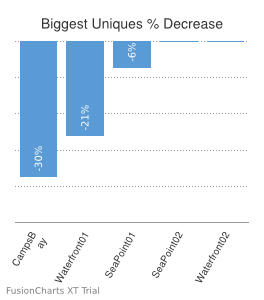 Biggest Uniques % Decrease
-30%
-21%
-6%
CampsB
ay
Waterfront01
SeaPoint01
SeaPoint02
Waterfront02
FusionCharts XT Trial